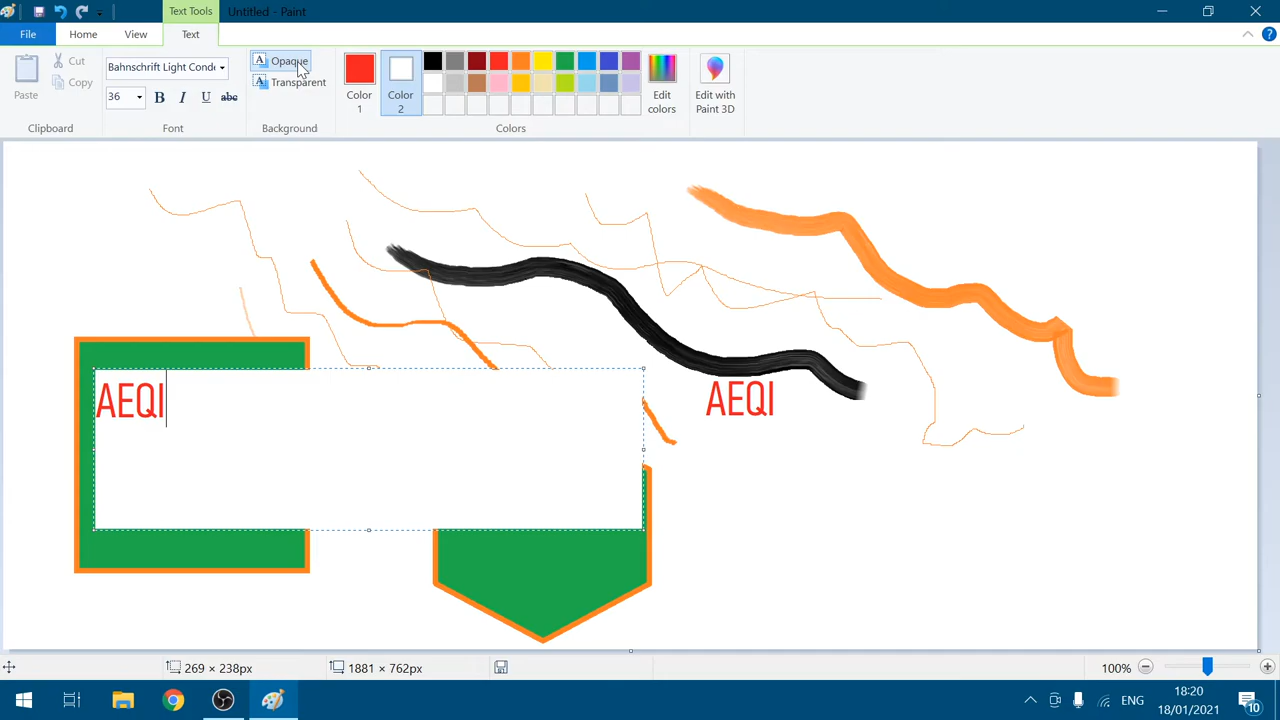 Text Tools
Untitled - Paint
File
Home
View
Text
Paste
Cut
Copy
Clipboard
Bahnschrift Light Conde
36
B
I
U
abc
Font
A
Opaque
A
Transparent
Background
Color
1
Color
2
Colors
Edit
colors
Edit with
Paint 3D
AEQI
AEQI
269 × 238px
1881 × 762px
100%
ENG
18:20
18/01/2021
10